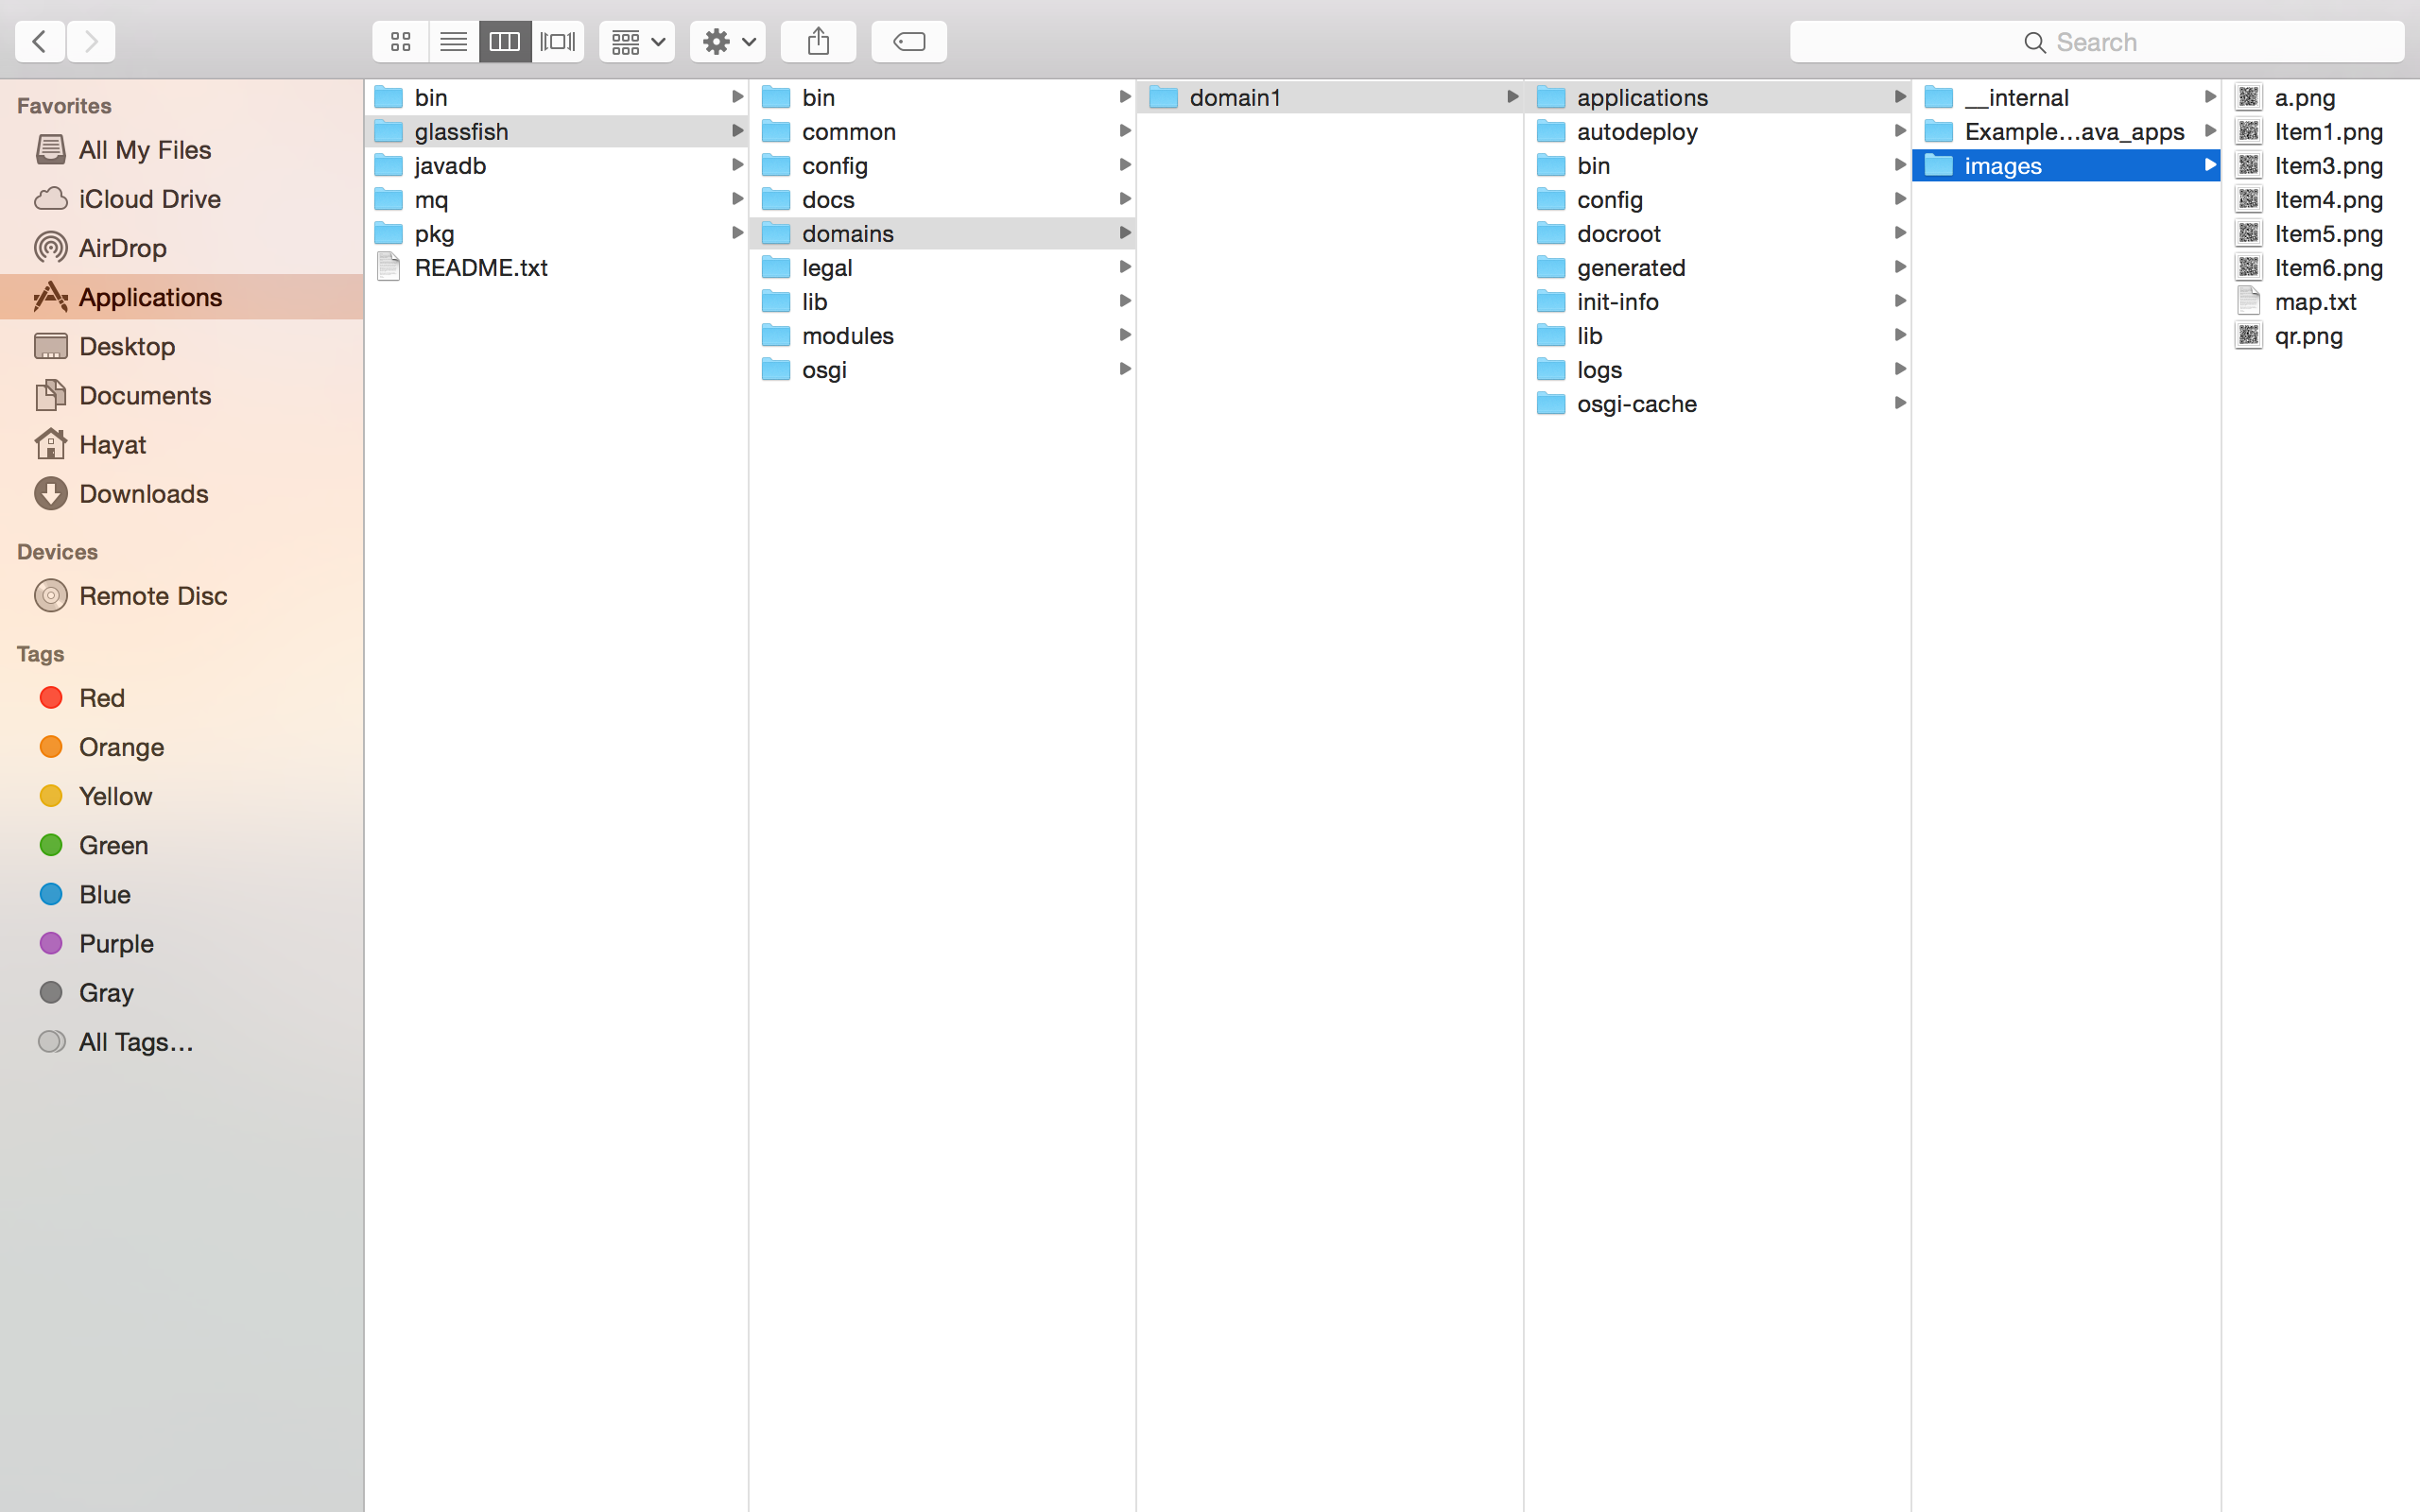 Search
Favorites
All My Files
iCloud Drive
AirDrop
Applications
Desktop
Documents
Hayat
Downloads
Devices
Remote Disc
Tags
Red
Orange
Yellow
Green
Blue
Purple
Gray
All Tags…
bin
glassfish
javadb
mq
pkg
README.txt
bin
common
config
docs
domains
legal
lib
modules
osgi
domain1
applications
autodeploy
bin
config
docroot
generated
init-info
lib
logs
osgi-cache
__internal
Example...ava_apps
images
a.png
Item1.png
Item3.png
Item4.png
Item5.png
Item6.png
map.txt
qr.png